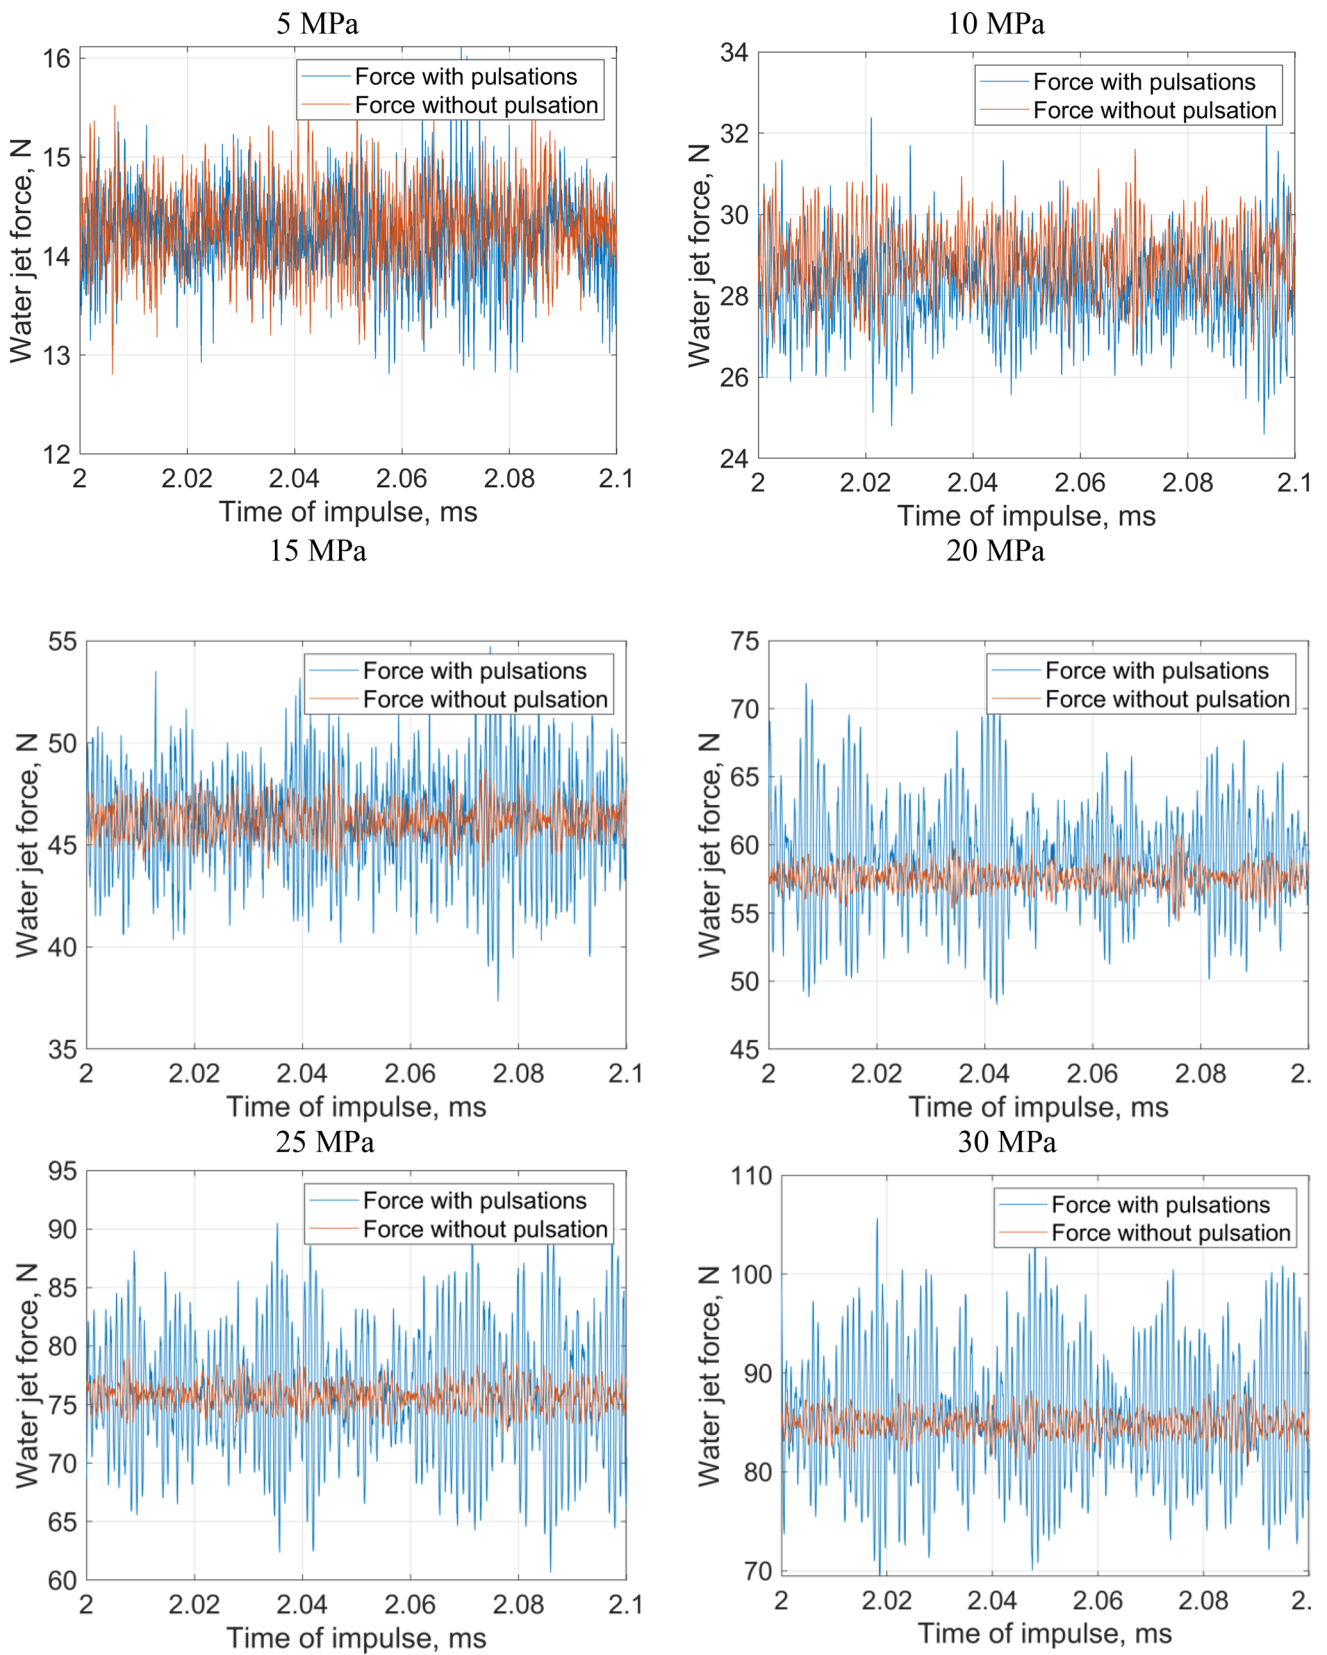 5 MPa
16
15
14
13
12
2
2.02
2.04
2.06
2.08
2.1
Water jet force, N
Time of impulse, ms
Force with pulsations
Force without pulsation
10 MPa
34
32
30
28
26
24
2
2.02
2.04
2.06
2.08
2.1
Water jet force, N
Time of impulse, ms
Force with pulsations
Force without pulsation
15 MPa
55
50
45
40
35
2
2.02
2.04
2.06
2.08
2.1
Water jet force, N
Time of impulse, ms
Force with pulsations
Force without pulsation
20 MPa
75
70
65
60
55
50
45
2
2.02
2.04
2.06
2.08
2.
Water jet force, N
Time of impulse, ms
Force with pulsations
Force without pulsation
25 MPa
95
90
85
80
75
70
65
60
2
2.02
2.04
2.06
2.08
2.1
Water jet force, N
Time of impulse, ms
Force with pulsations
Force without pulsation
30 MPa
110
100
90
80
70
2
2.02
2.04
2.06
2.08
2.
Water jet force, N
Time of impulse, ms
Force with pulsations
Force without pulsation